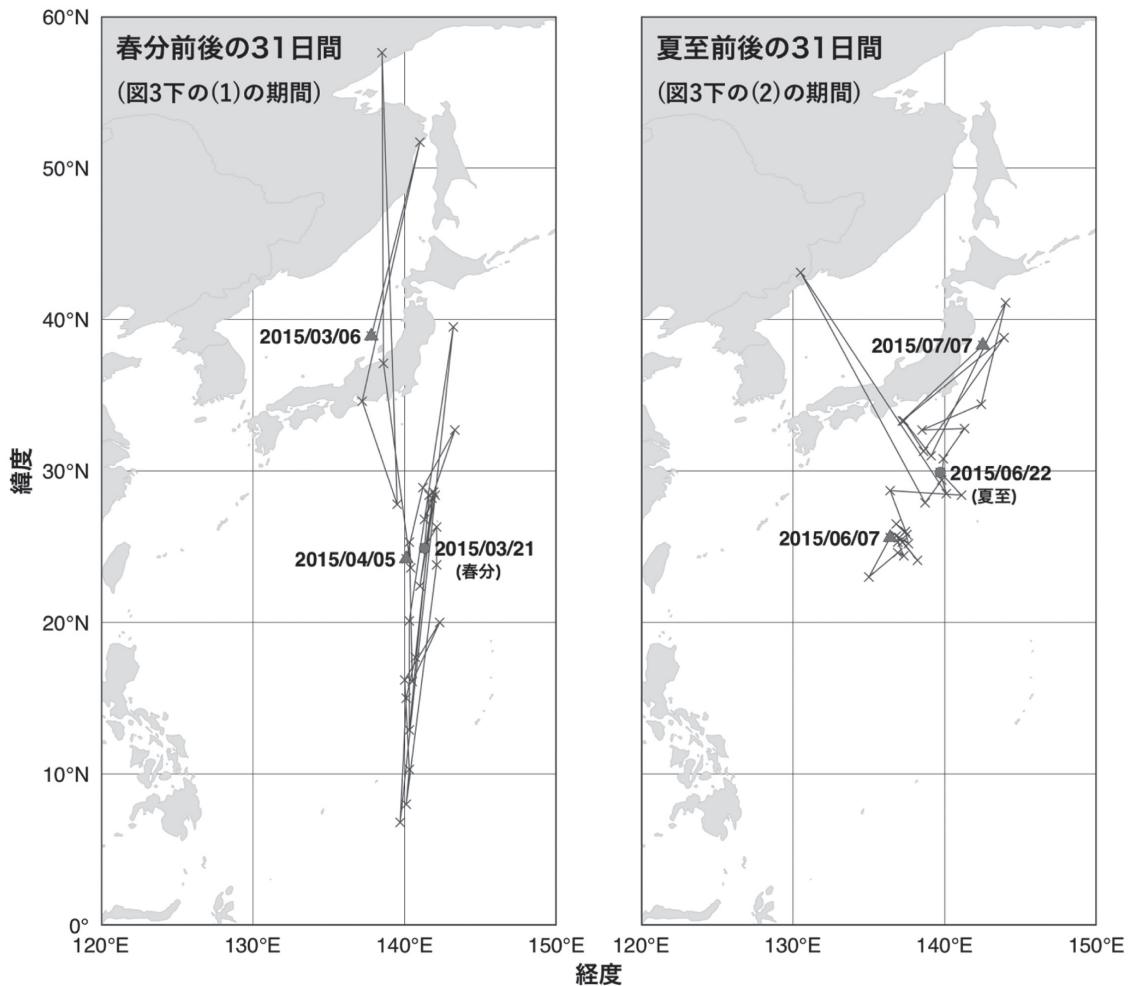 60°N
50°N
40°N
30°N
20°N
10°N
0°
緯度
春分前後の31日間
(図3下の(1)の期間)
2015/03/06
2015/04/05
2015/03/21
(春分)
120°E
130°E
140°E
150°E
夏至前後の31日間
(図3下の(2)の期間)
2015/07/07
2015/06/22
(夏至)
2015/06/07
120°E
130°E
140°E
150°E
経度